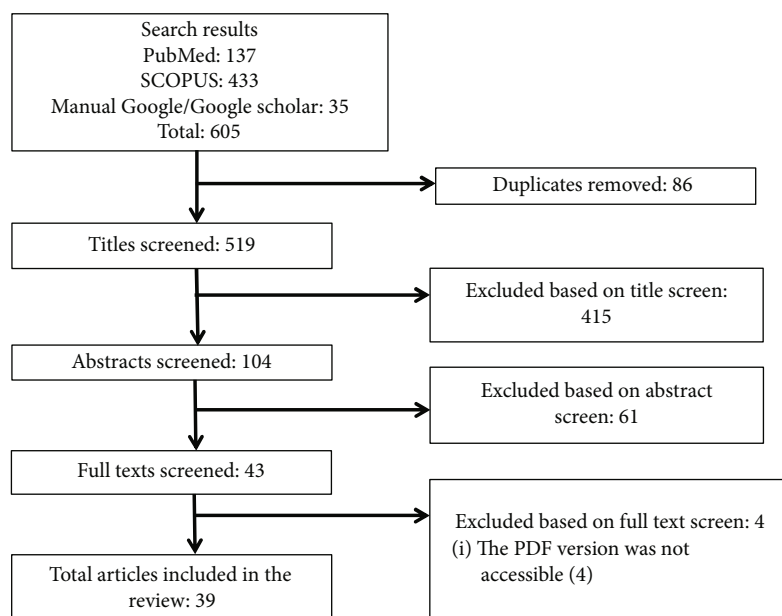 Search results
PubMed: 137
SCOPUS: 433
Manual Google/Google scholar: 35
Total: 605
Duplicates removed: 86
Titles screened: 519
Excluded based on title screen:
415
Abstracts screened: 104
Excluded based on abstract
screen: 61
Full texts screened: 43
Excluded based on full text screen: 4
(i) The PDF version was not
accessible (4)
Total articles included in the
review: 39